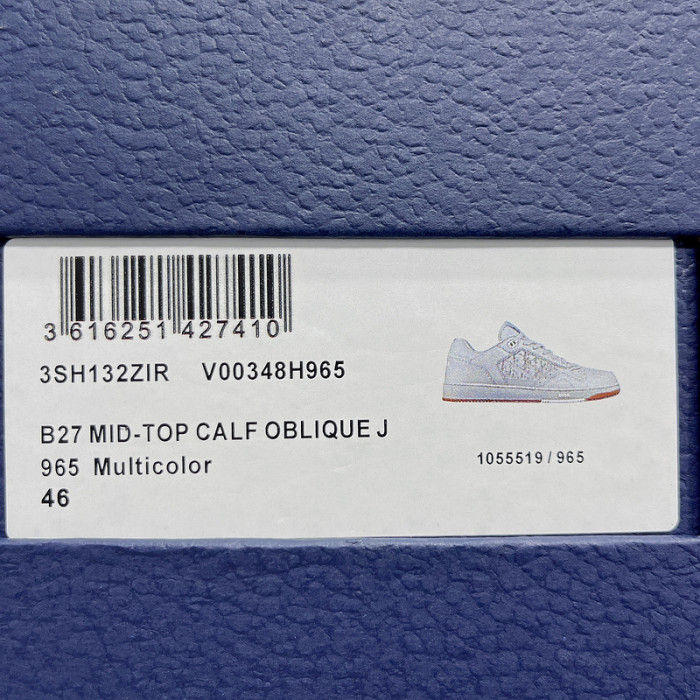 3 616251 427410
3SH132ZIR V00348H965
B27 MID-TOP CALF OBLIQUE J
965 Multicolor
46
1055519/965